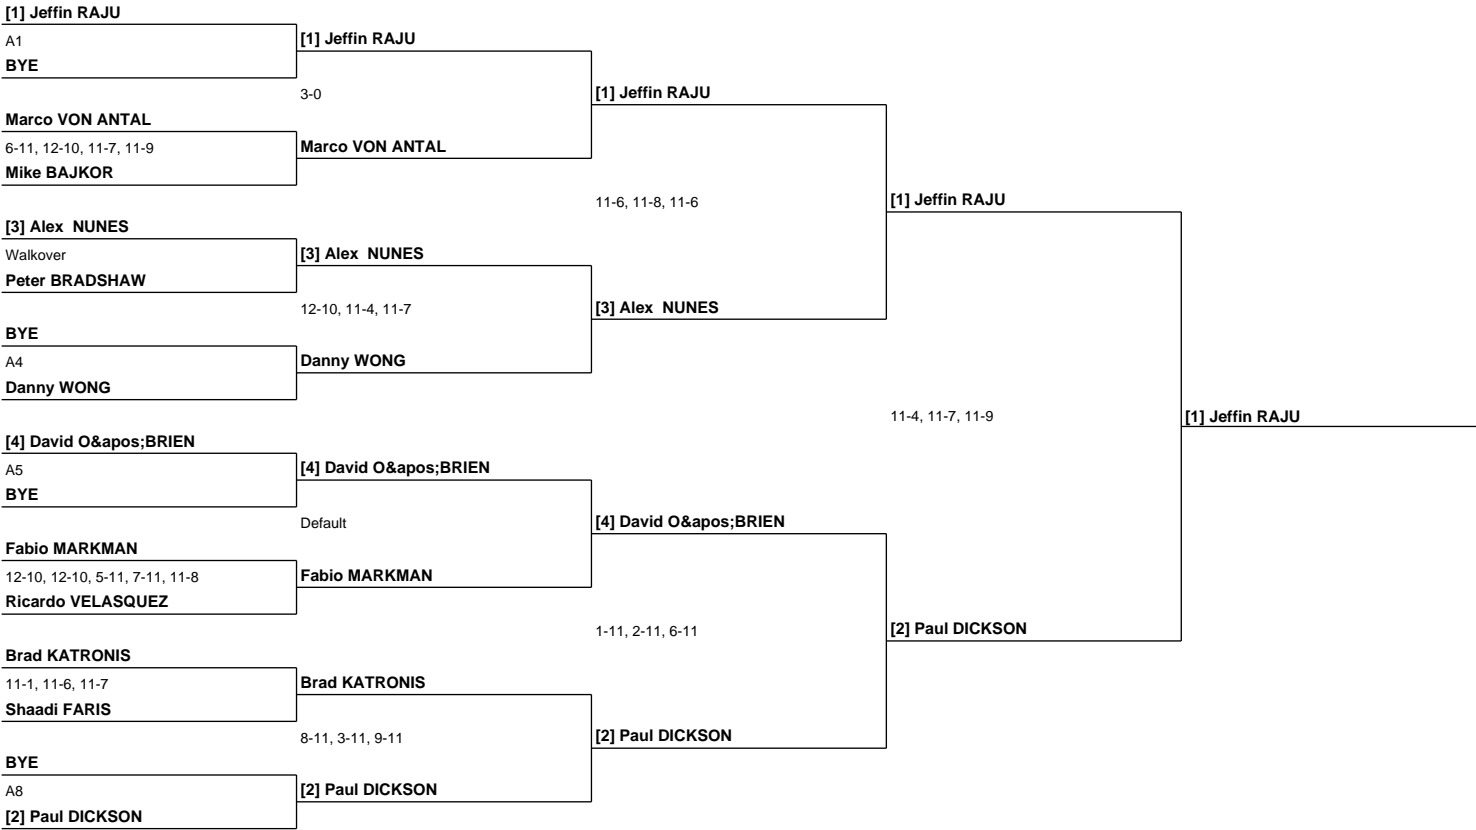 [1] Jeffin RAJU
A1
BYE
Marco VON ANTAL
6-11, 12-10, 11-7, 11-9
Mike BAJKOR
[3] Alex  NUNES
Walkover
Peter BRADSHAW
BYE
A4
Danny WONG
[4] David O&apos;BRIEN
A5
BYE
Fabio MARKMAN
12-10, 12-10, 5-11, 7-11, 11-8
Ricardo VELASQUEZ
Brad KATRONIS
11-1, 11-6, 11-7
Shaadi FARIS
BYE
A8
[2] Paul DICKSON
[1] Jeffin RAJU
3-0
Marco VON ANTAL
[3] Alex  NUNES
12-10, 11-4, 11-7
Danny WONG
[4] David O&apos;BRIEN
Default
Fabio MARKMAN
Brad KATRONIS
8-11, 3-11, 9-11
[2] Paul DICKSON
[1] Jeffin RAJU
11-6, 11-8, 11-6
[3] Alex  NUNES
[4] David O&apos;BRIEN
1-11, 2-11, 6-11
[2] Paul DICKSON
[1] Jeffin RAJU
11-4, 11-7, 11-9
[2] Paul DICKSON
[1] Jeffin RAJU